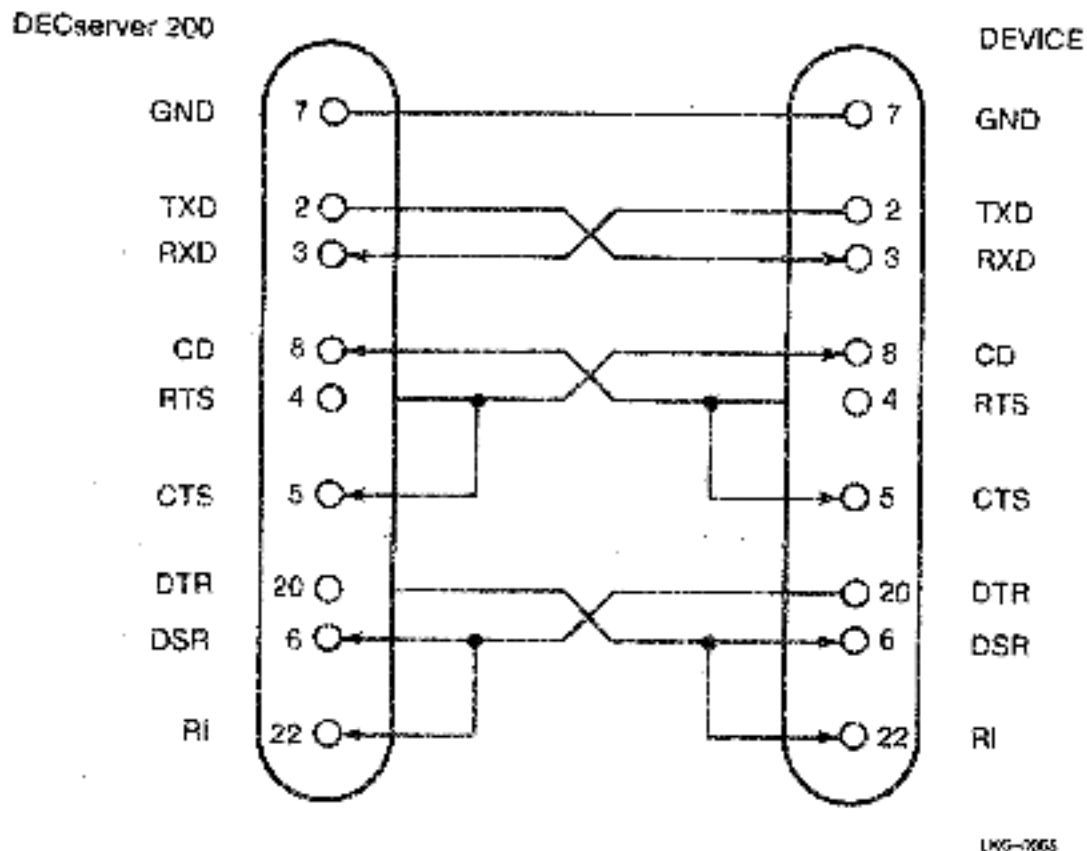 DECserver 200 DEVICE
GND 7 7 GND
TXD 2 2 TXD
RXD 3 3 RXD
CD 8 8 CD
RTS 4 4 RTS
CTS 5 5 CTS
DTR 20 20 DTR
DSR 6 6 DSR
RI 22 22 RI